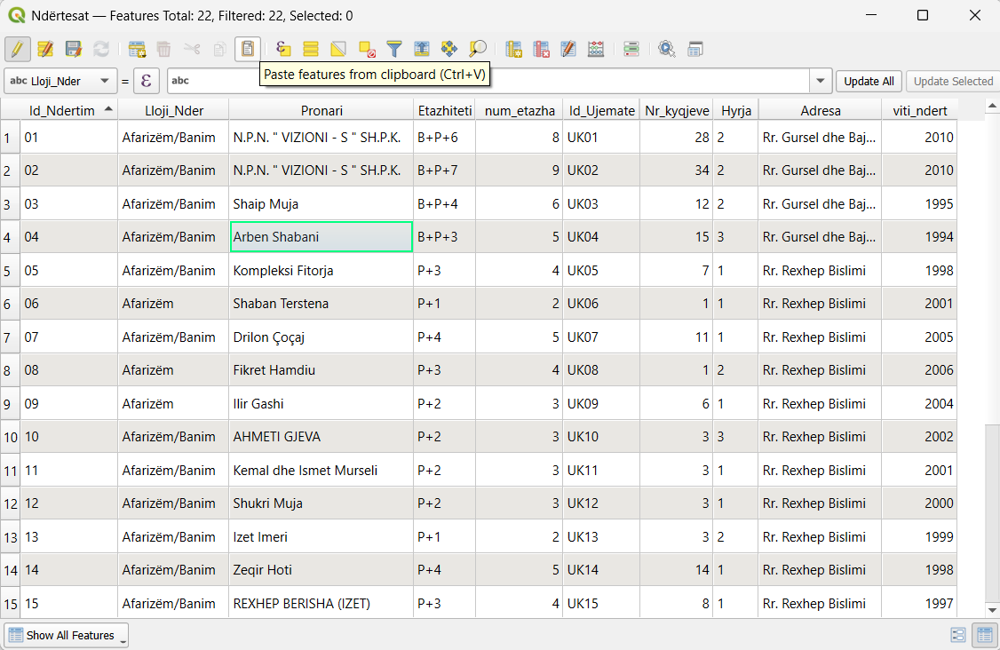 Ndërtesat — Features Total: 22, Filtered: 22, Selected: 0
Paste features from clipboard (Ctrl+V)
abc Lloji_Nder = ε abc Update All Update Selected
Id_Ndertim Lloji_Nder Pronari Etazhiteti num_etazha Id_Ujemate Nr_kyqjeve Hyrja Adresa viti_ndert
1 01 Afarizëm/Banim N.P.N. " VIZIONI - S " SH.P.K. B+P+6 8 UK01 28 2 Rr. Gursel dhe Baj... 2010
2 02 Afarizëm/Banim N.P.N. " VIZIONI - S " SH.P.K. B+P+7 9 UK02 34 2 Rr. Gursel dhe Baj... 2010
3 03 Afarizëm/Banim Shaip Muja B+P+4 6 UK03 12 2 Rr. Gursel dhe Baj... 1995
4 04 Afarizëm/Banim Arben Shabani B+P+3 5 UK04 15 3 Rr. Gursel dhe Baj... 1994
5 05 Afarizëm/Banim Kompleksi Fitorja P+3 4 UK05 7 1 Rr. Rexhep Bislimi 1998
6 06 Afarizëm Shaban Terstena P+1 2 UK06 1 1 Rr. Rexhep Bislimi 2001
7 07 Afarizëm/Banim Drilon Çoçaj P+4 5 UK07 11 1 Rr. Rexhep Bislimi 2005
8 08 Afarizëm Fikret Hamdiu P+3 4 UK08 1 2 Rr. Rexhep Bislimi 2006
9 09 Afarizëm Ilir Gashi P+2 3 UK09 6 1 Rr. Rexhep Bislimi 2004
10 10 Afarizëm/Banim AHMETI GJEVA P+2 3 UK10 3 3 Rr. Rexhep Bislimi 2002
11 11 Afarizëm/Banim Kemal dhe Ismet Murseli P+2 3 UK11 3 1 Rr. Rexhep Bislimi 2001
12 12 Afarizëm/Banim Shukri Muja P+2 3 UK12 3 1 Rr. Rexhep Bislimi 2000
13 13 Afarizëm/Banim Izet Imeri P+1 2 UK13 3 2 Rr. Rexhep Bislimi 1999
14 14 Afarizëm/Banim Zeqir Hoti P+4 5 UK14 14 1 Rr. Rexhep Bislimi 1998
15 15 Afarizëm/Banim REXHEP BERISHA (IZET) P+3 4 UK15 8 1 Rr. Rexhep Bislimi 1997
Show All Features